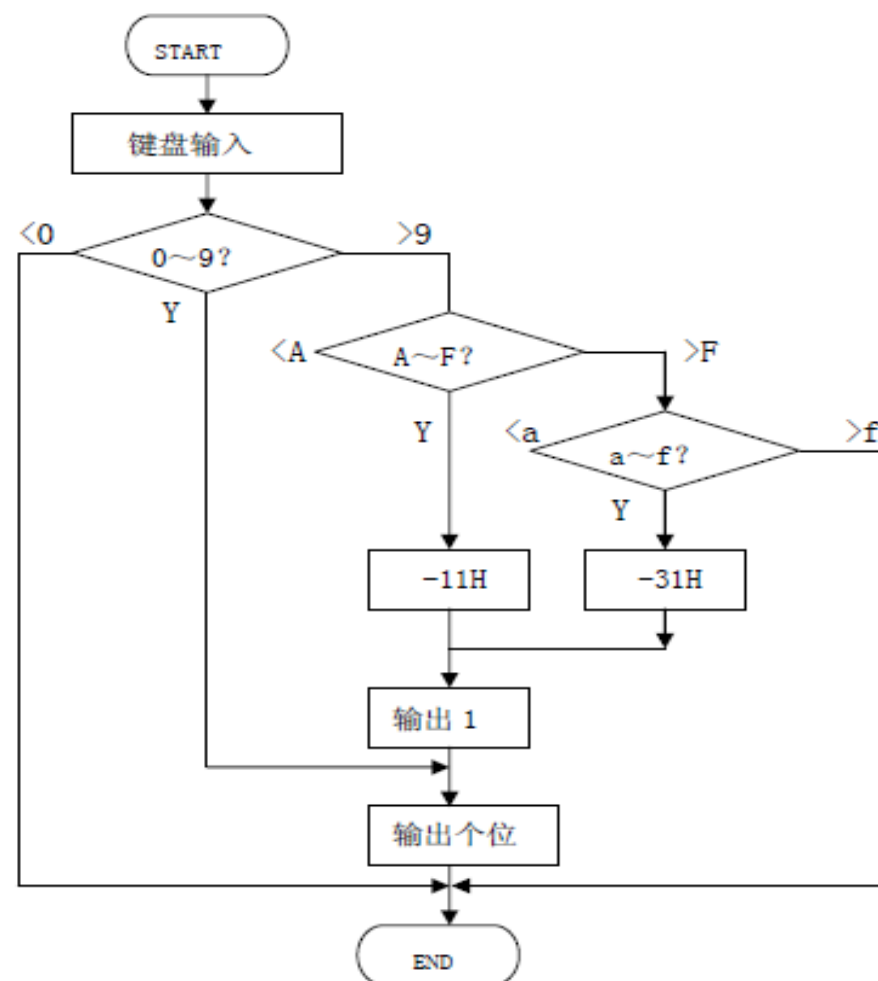 START
键盘输入
<0
0～9?
>9
Y
<A
A～F?
>F
Y
<a
a～f?
>f
Y
-11H
-31H
输出 1
输出个位
END